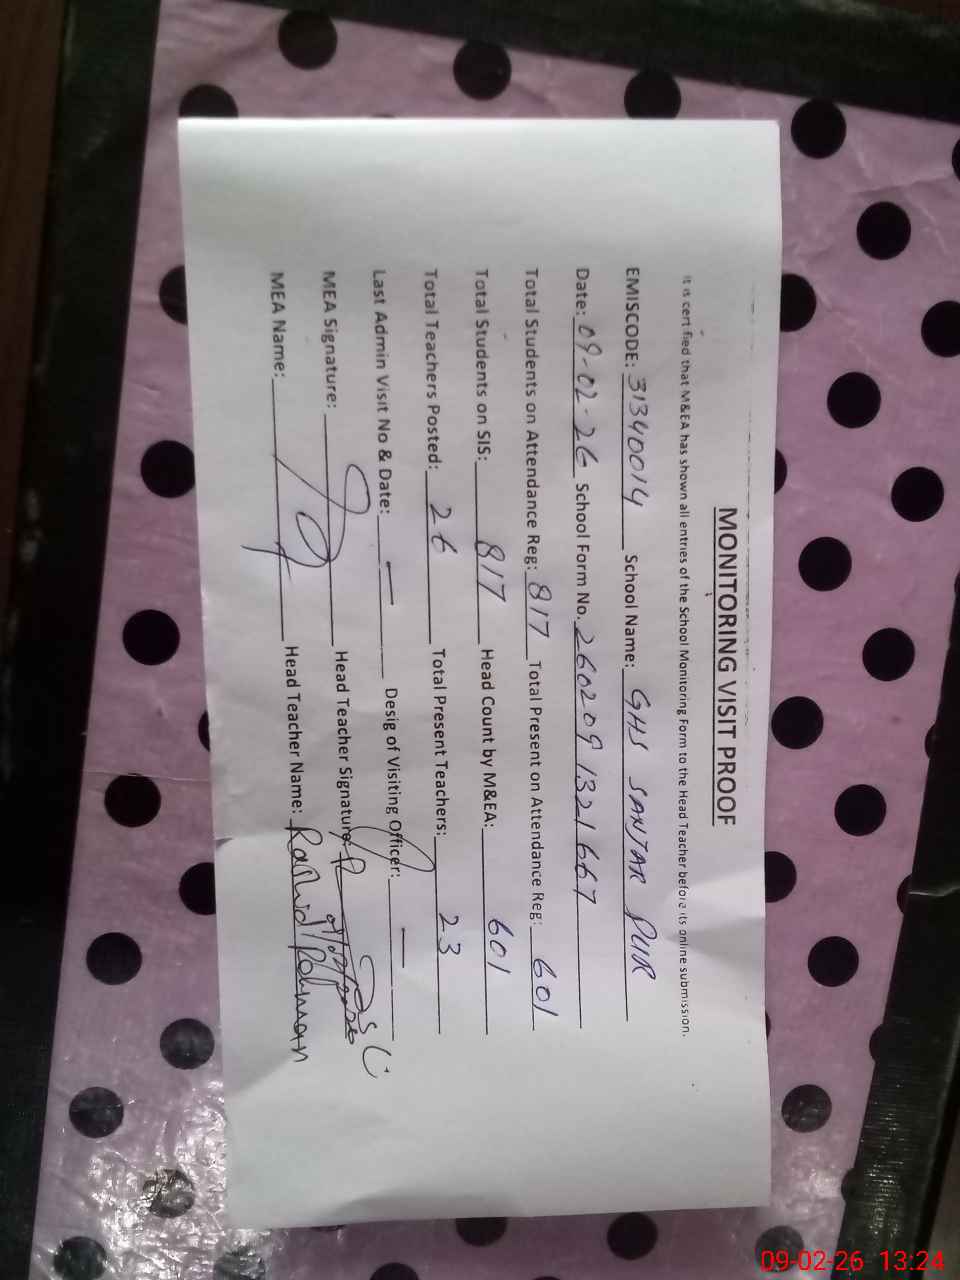 MONITORING VISIT PROOF
It is certified that M&EA has shown all entries of the School Monitoring Form to the Head Teacher before its online submission.
EMISCODE: 31340014 School Name: GHS SANJAR PUR
Date: 09-02-26 School Form No. 2602091321667
Total Students on Attendance Reg: 817 Total Present on Attendance Reg: 601
Total Students on SIS: 817 Head Count by M&EA: 601
Total Teachers Posted: 26 Total Present Teachers: 23
Last Admin Visit No & Date: — Desig of Visiting Officer: —
MEA Signature: Head Teacher Signature:
MEA Name: Head Teacher Name: Rashid Rehman
09-02-26 13:24